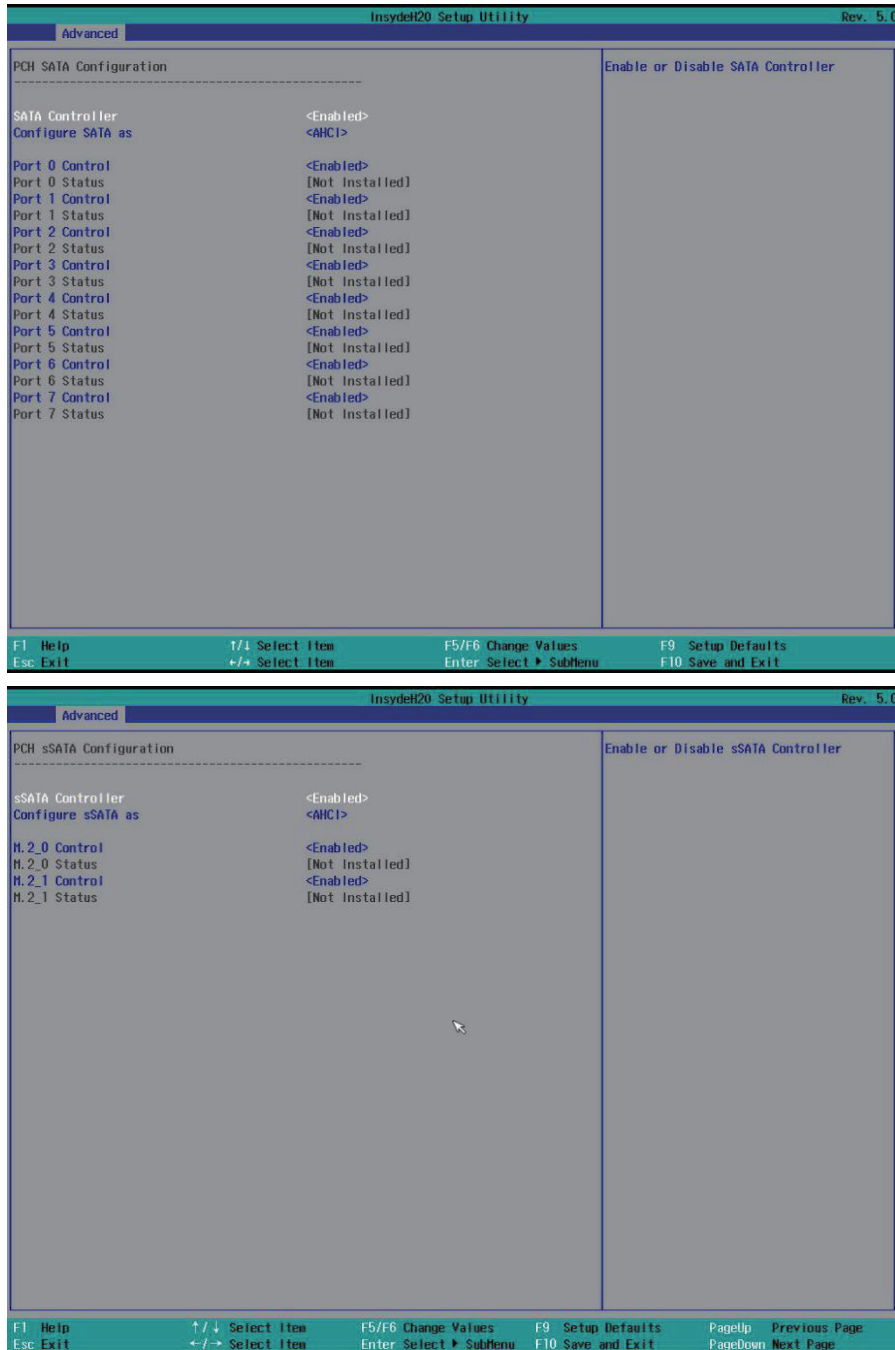 InsydeH20 Setup Utility Rev. 5.0
Advanced
PCH SATA Configuration
Enable or Disable SATA Controller
--------------------------------------------------
SATA Controller <Enabled>
Configure SATA as <AHCI>
Port 0 Control <Enabled>
Port 0 Status [Not Installed]
Port 1 Control <Enabled>
Port 1 Status [Not Installed]
Port 2 Control <Enabled>
Port 2 Status [Not Installed]
Port 3 Control <Enabled>
Port 3 Status [Not Installed]
Port 4 Control <Enabled>
Port 4 Status [Not Installed]
Port 5 Control <Enabled>
Port 5 Status [Not Installed]
Port 6 Control <Enabled>
Port 6 Status [Not Installed]
Port 7 Control <Enabled>
Port 7 Status [Not Installed]
F1 Help ↑/↓ Select Item F5/F6 Change Values F9 Setup Defaults
Esc Exit ←/→ Select Item Enter Select ▶ SubMenu F10 Save and Exit
InsydeH20 Setup Utility Rev. 5.0
Advanced
PCH sSATA Configuration
Enable or Disable sSATA Controller
--------------------------------------------------
sSATA Controller <Enabled>
Configure sSATA as <AHCI>
M.2_0 Control <Enabled>
M.2_0 Status [Not Installed]
M.2_1 Control <Enabled>
M.2_1 Status [Not Installed]
F1 Help ↑/↓ Select Item F5/F6 Change Values F9 Setup Defaults PageUp Previous Page
Esc Exit ←/→ Select Item Enter Select ▶ SubMenu F10 Save and Exit PageDown Next Page